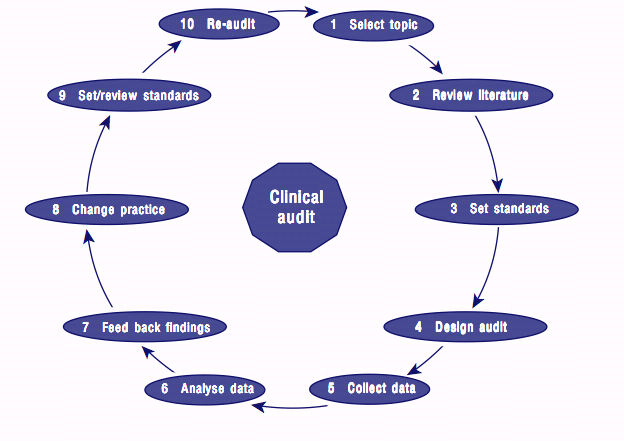 10 Re-audit
1 Select topic
9 Set/review standards
2 Review literature
Clinical
audit
8 Change practice
3 Set standards
7 Feed back findings
4 Design audit
6 Analyse data
5 Collect data